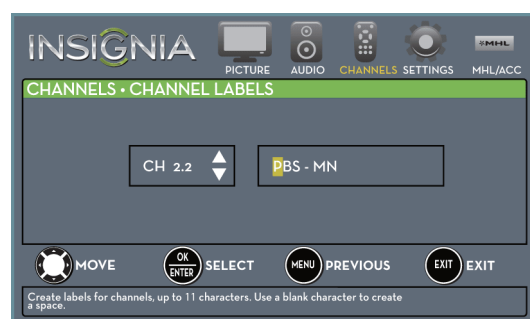 INSIGNIA
PICTURE AUDIO CHANNELS SETTINGS MHL/ACC
MHL
CHANNELS • CHANNEL LABELS
CH 2.2 PBS - MN
MOVE OK ENTER SELECT MENU PREVIOUS EXIT EXIT
Create labels for channels, up to 11 characters. Use a blank character to create
a space.